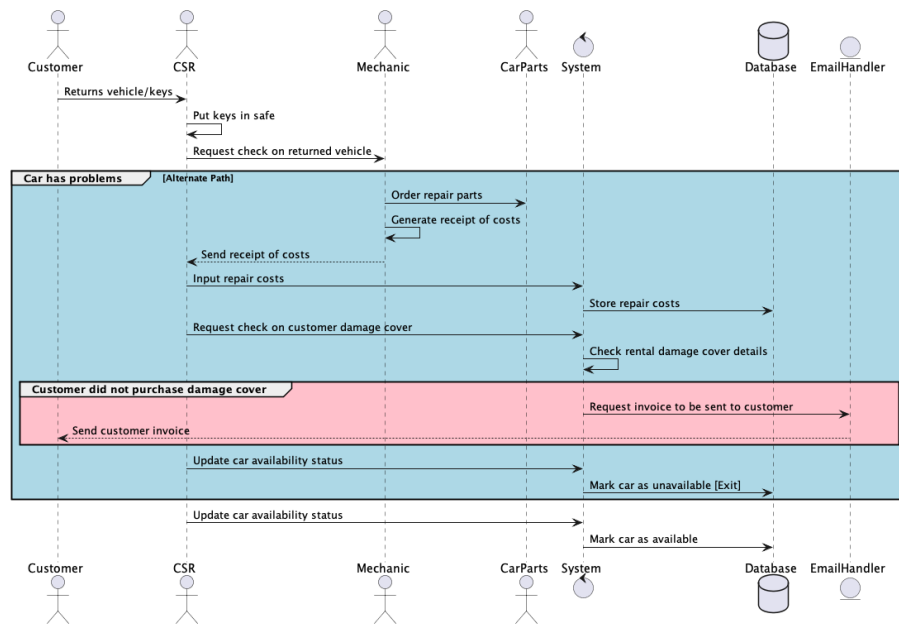 Customer CSR Mechanic CarParts System Database EmailHandler
Returns vehicle/keys
Put keys in safe
Request check on returned vehicle
Car has problems [Alternate Path]
Order repair parts
Generate receipt of costs
Send receipt of costs
Input repair costs
Store repair costs
Request check on customer damage cover
Check rental damage cover details
Customer did not purchase damage cover
Request invoice to be sent to customer
Send customer invoice
Update car availability status
Mark car as unavailable [Exit]
Update car availability status
Mark car as available
Customer CSR Mechanic CarParts System Database EmailHandler